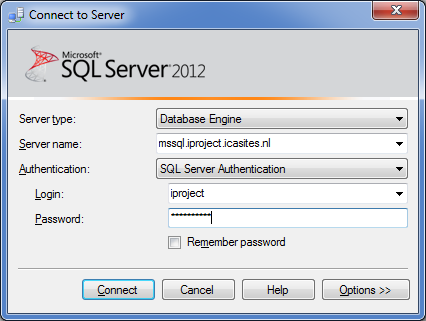 Connect to Server
Microsoft
SQL Server 2012
Server type: Database Engine
Server name: mssql.iproject.icasites.nl
Authentication: SQL Server Authentication
Login: iproject
Password: **********
Remember password
Connect Cancel Help Options >>